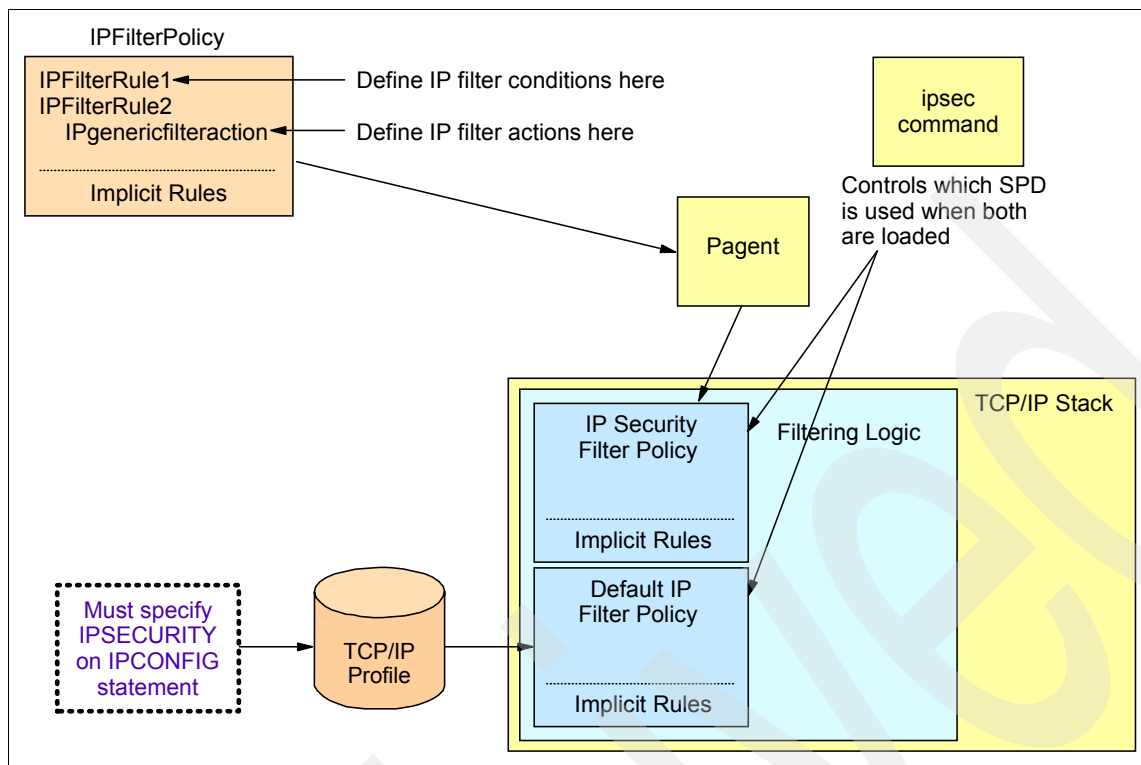 IPFilterPolicy
IPFilterRule1
IPFilterRule2
IPgenericfilteraction
Implicit Rules
Define IP filter conditions here
Define IP filter actions here
ipsec
command
Controls which SPD
is used when both
are loaded
Pagent
TCP/IP Stack
Filtering Logic
IP Security
Filter Policy
Implicit Rules
Default IP
Filter Policy
Implicit Rules
Must specify
IPSECURITY
on IPCONFIG
statement
TCP/IP
Profile